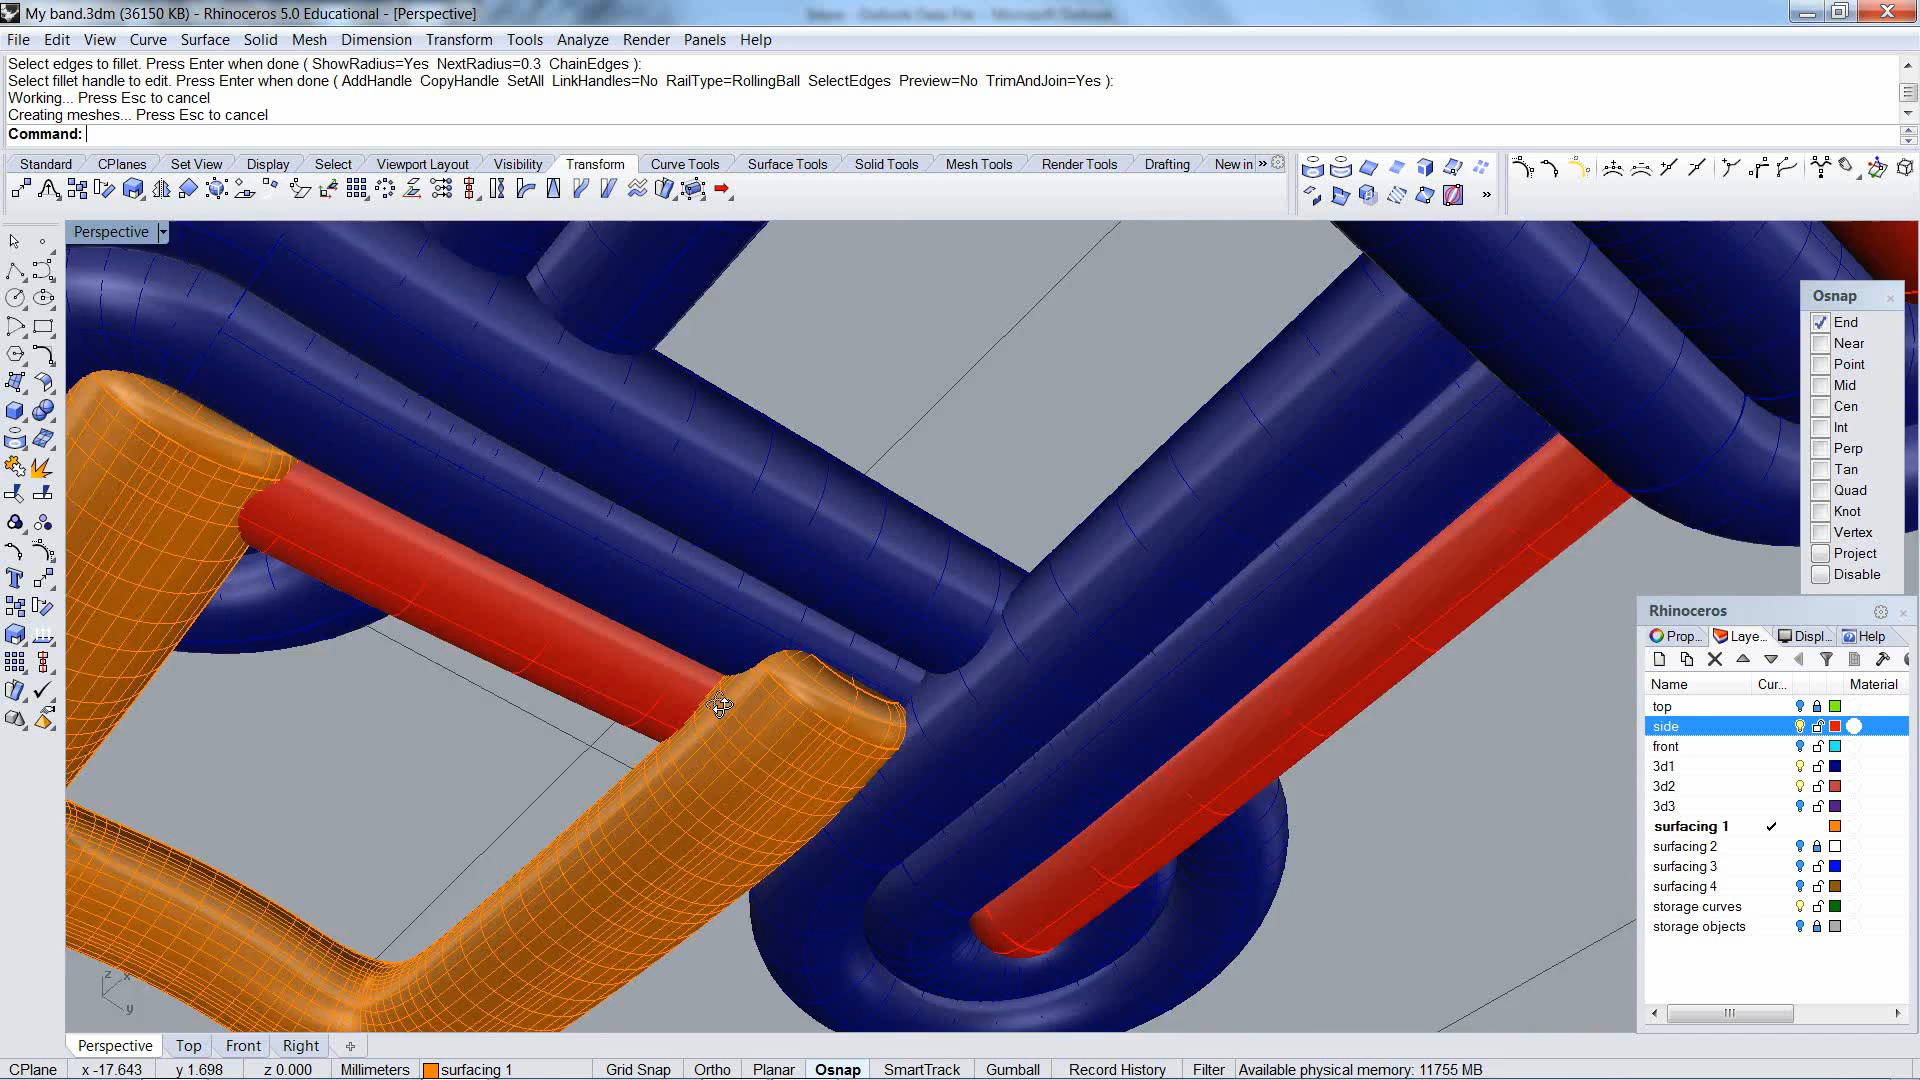 My band.3dm (36150 KB) - Rhinoceros 5.0 Educational - [Perspective]
File Edit View Curve Surface Solid Mesh Dimension Transform Tools Analyze Render Panels Help
Select edges to fillet. Press Enter when done ( ShowRadius=Yes NextRadius=0.3 ChainEdges ):
Select fillet handle to edit. Press Enter when done ( AddHandle CopyHandle SetAll LinkHandles=No RailType=RollingBall SelectEdges Preview=No TrimAndJoin=Yes ):
Working... Press Esc to cancel
Creating meshes... Press Esc to cancel
Command:
Standard CPlanes Set View Display Select Viewport Layout Visibility Transform Curve Tools Surface Tools Solid Tools Mesh Tools Render Tools Drafting New in »
Perspective
Osnap
End
Near
Point
Mid
Cen
Int
Perp
Tan
Quad
Knot
Vertex
Project
Disable
Rhinoceros
Prop... Laye... Displ... Help
Name Cur... Material
top
side
front
3d1
3d2
3d3
surfacing 1
surfacing 2
surfacing 3
surfacing 4
storage curves
storage objects
z x
y
Perspective Top Front Right
CPlane x -17.643 y 1.698 z 0.000 Millimeters surfacing 1 Grid Snap Ortho Planar Osnap SmartTrack Gumball Record History Filter Available physical memory: 11755 MB